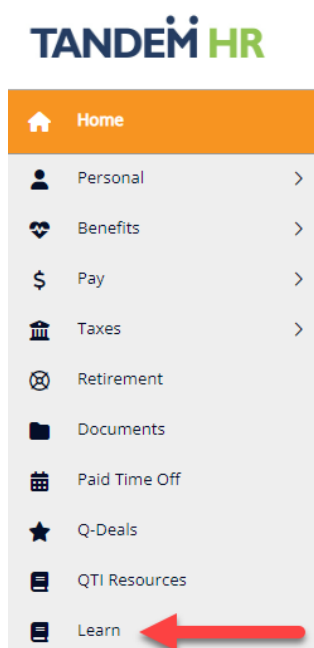 TANDEM HR
Home
Personal
Benefits
Pay
Taxes
Retirement
Documents
Paid Time Off
Q-Deals
QTI Resources
Learn